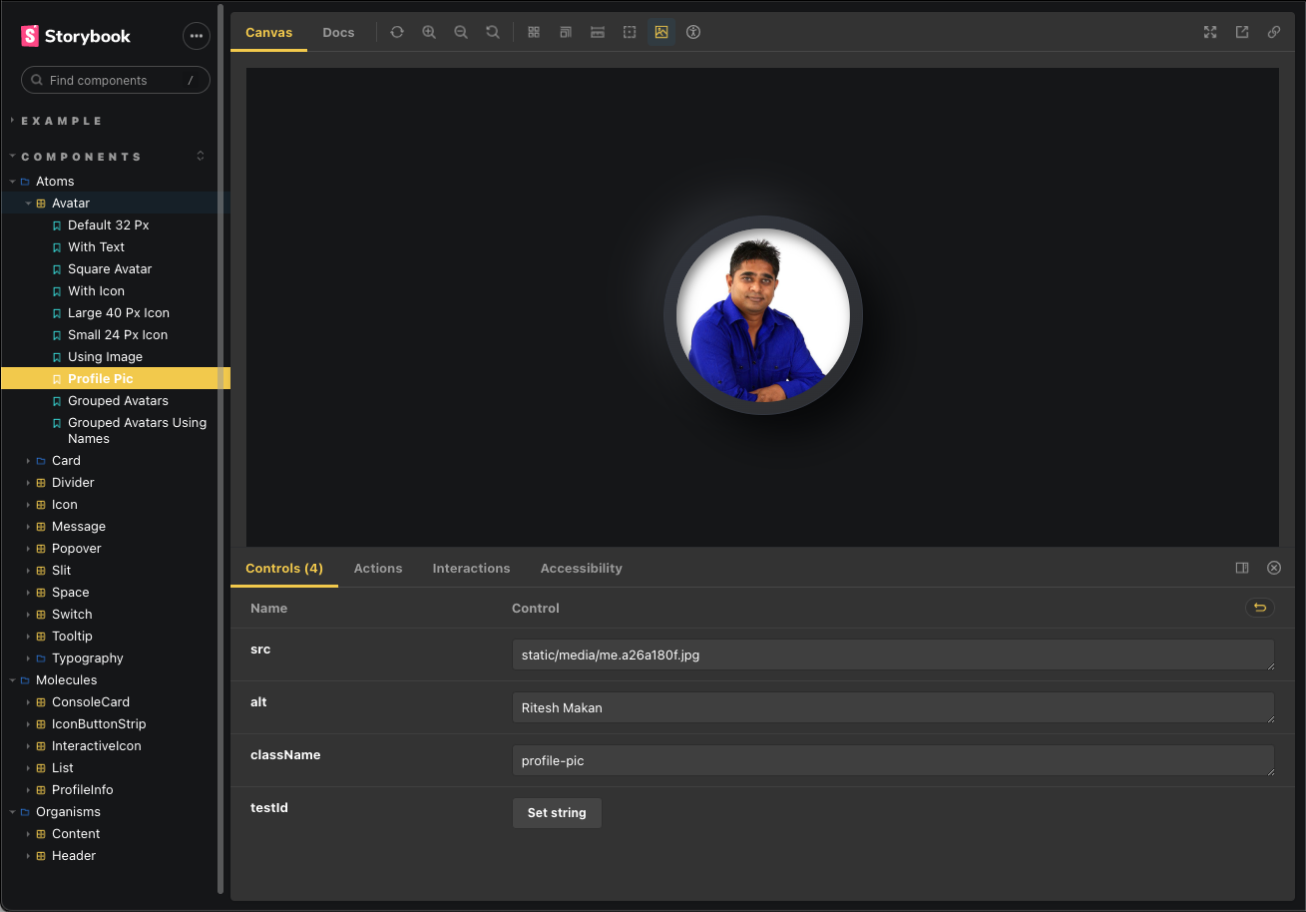 Storybook
Canvas
Docs
Find components
/
EXAMPLE
COMPONENTS
Atoms
Avatar
Default 32 Px
With Text
Square Avatar
With Icon
Large 40 Px Icon
Small 24 Px Icon
Using Image
Profile Pic
Grouped Avatars
Grouped Avatars Using
Names
Card
Divider
Icon
Message
Popover
Slit
Space
Switch
Tooltip
Typography
Molecules
ConsoleCard
IconButtonStrip
InteractiveIcon
List
ProfileInfo
Organisms
Content
Header
Controls (4)
Actions
Interactions
Accessibility
Name
Control
src
static/media/me.a26a180f.jpg
alt
Ritesh Makan
className
profile-pic
testId
Set string